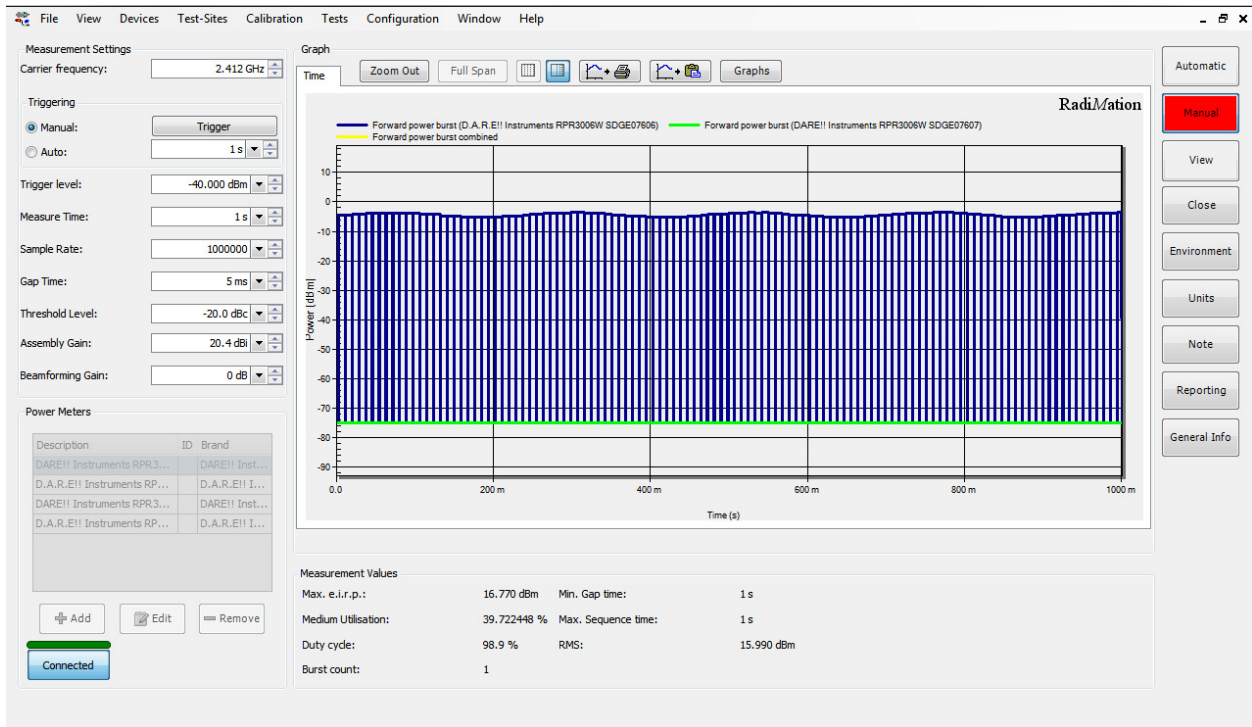 File View Devices Test-Sites Calibration Tests Configuration Window Help
Measurement Settings
Carrier frequency: 2.412 GHz
Triggering
Manual: Trigger
Auto: 1 s
Trigger level: -40.000 dBm
Measure Time: 1 s
Sample Rate: 1000000
Gap Time: 5 ms
Threshold Level: -20.0 dBc
Assembly Gain: 20.4 dBi
Beamforming Gain: 0 dB
Power Meters
Description ID Brand
DARE!! Instruments RPR3... DARE!! Inst...
D.A.R.E!! Instruments RP... D.A.R.E!! I...
DARE!! Instruments RPR3... DARE!! Inst...
D.A.R.E!! Instruments RP... D.A.R.E!! I...
Add Edit Remove
Connected
Graph
Time Zoom Out Full Span Graphs
RadiMation
Forward power burst (D.A.R.E!! Instruments RPR3006W SDGE07606) Forward power burst (DARE!! Instruments RPR3006W SDGE07607)
Forward power burst combined
Power [dBm]
10
0
-10
-20
-30
-40
-50
-60
-70
-80
-90
0.0 200 m 400 m 600 m 800 m 1000 m
Time (s)
Measurement Values
Max. e.i.r.p.: 16.770 dBm Min. Gap time: 1 s
Medium Utilisation: 39.722448 % Max. Sequence time: 1 s
Duty cycle: 98.9 % RMS: 15.990 dBm
Burst count: 1
Automatic
Manual
View
Close
Environment
Units
Note
Reporting
General Info